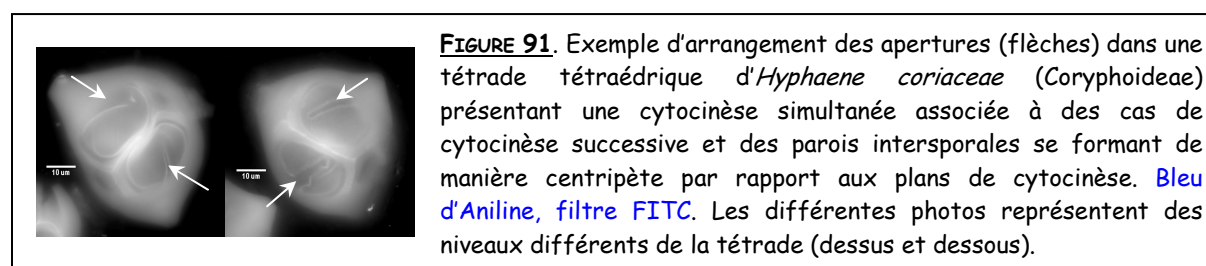 FIGURE 91. Exemple d'arrangement des apertures (flèches) dans une
tétrade tétraédrique d'Hyphaene coriaceae (Coryphoideae)
présentant une cytocinèse simultanée associée à des cas de
cytocinèse successive et des parois intersporales se formant de
manière centripète par rapport aux plans de cytocinèse. Bleu
d'Aniline, filtre FITC. Les différentes photos représentent des
niveaux différents de la tétrade (dessus et dessous).
10 um
10 um